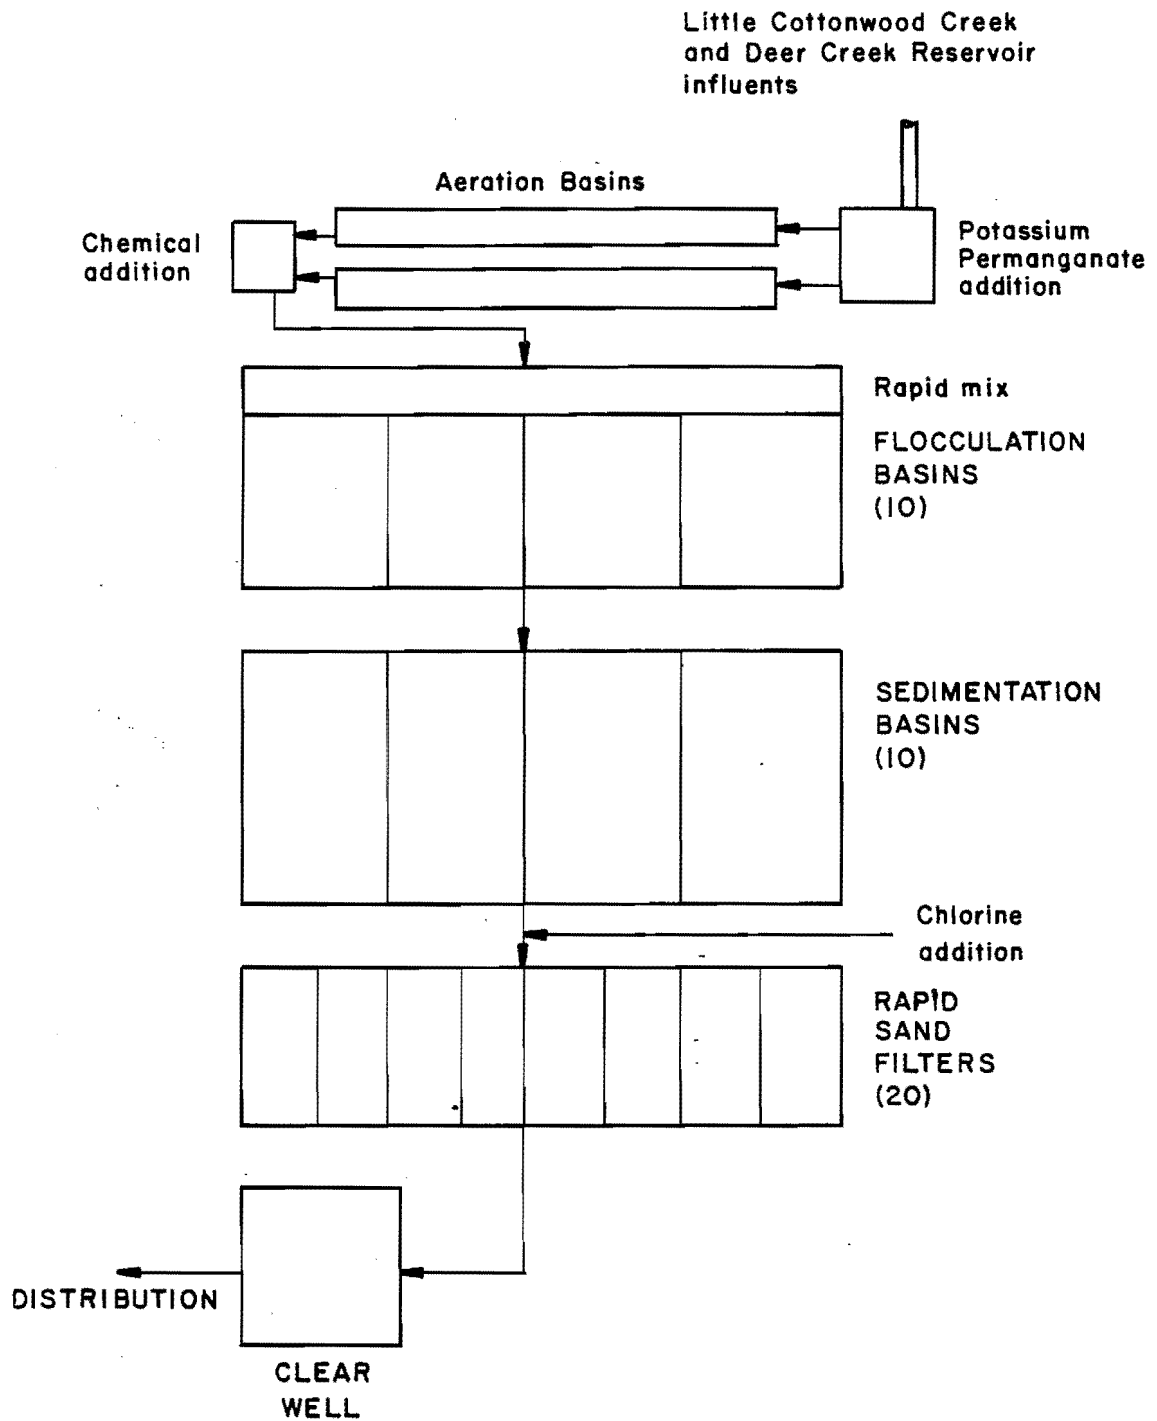 Little Cottonwood Creek
and Deer Creek Reservoir
influents
Aeration Basins
Chemical
addition
Potassium
Permanganate
addition
Rapid mix
FLOCCULATION
BASINS
(10)
SEDIMENTATION
BASINS
(10)
Chlorine
addition
RAPID
SAND
FILTERS
(20)
DISTRIBUTION
CLEAR
WELL